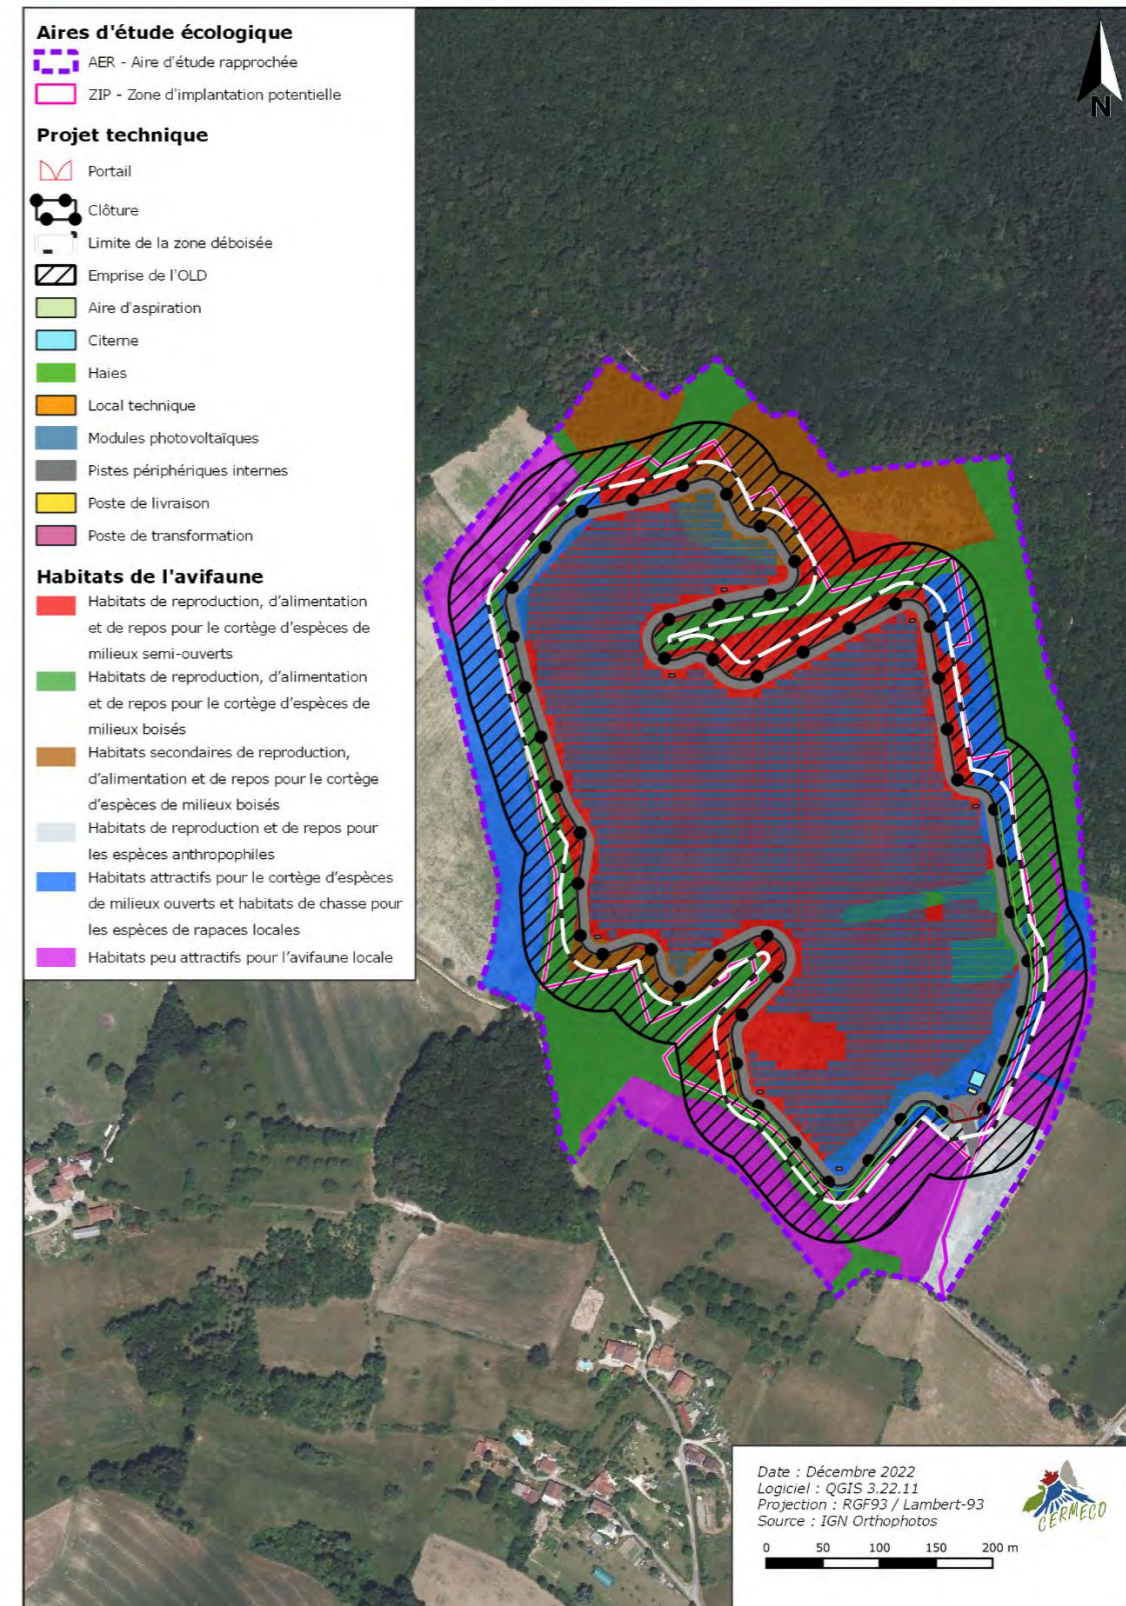 Aires d'étude écologique
AER - Aire d'étude rapprochée
ZIP - Zone d'implantation potentielle
Projet technique
Portail
Clôture
Limite de la zone déboisée
Emprise de l'OLD
Aire d'aspiration
Citerne
Haies
Local technique
Modules photovoltaïques
Pistes périphériques internes
Poste de livraison
Poste de transformation
Habitats de l'avifaune
Habitats de reproduction, d'alimentation
et de repos pour le cortège d'espèces de
milieux semi-ouverts
Habitats de reproduction, d'alimentation
et de repos pour le cortège d'espèces de
milieux boisés
Habitats secondaires de reproduction,
d'alimentation et de repos pour le cortège
d'espèces de milieux boisés
Habitats de reproduction et de repos pour
les espèces anthropophiles
Habitats attractifs pour le cortège d'espèces
de milieux ouverts et habitats de chasse pour
les espèces de rapaces locales
Habitats peu attractifs pour l'avifaune locale
N
Date : Décembre 2022
Logiciel : QGIS 3.22.11
Projection : RGF93 / Lambert-93
Source : IGN Orthophotos
CERMECO
0 50 100 150 200 m